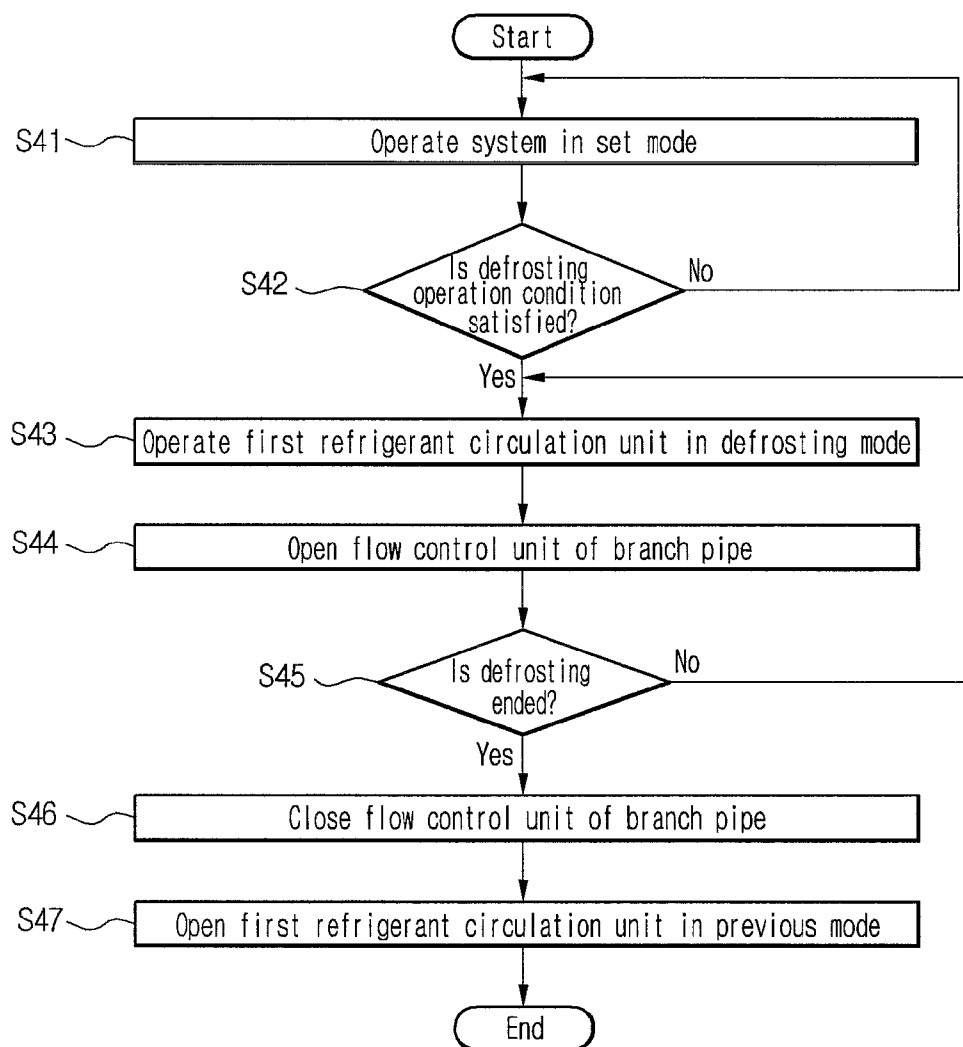 Start
S41
Operate system in set mode
S42
Is defrosting
operation condition
satisfied?
No
Yes
S43
Operate first refrigerant circulation unit in defrosting mode
S44
Open flow control unit of branch pipe
S45
Is defrosting
ended?
No
Yes
S46
Close flow control unit of branch pipe
S47
Open first refrigerant circulation unit in previous mode
End